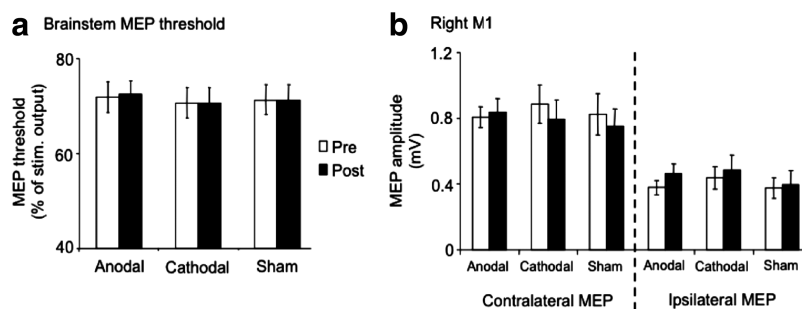 a Brainstem MEP threshold
MEP threshold
(% of stim. output)
80
60
40
Anodal Cathodal Sham
Pre
Post
b Right M1
MEP amplitude
(mV)
1.2
0.8
0.4
0
Anodal Cathodal Sham Anodal Cathodal Sham
Contralateral MEP Ipsilateral MEP